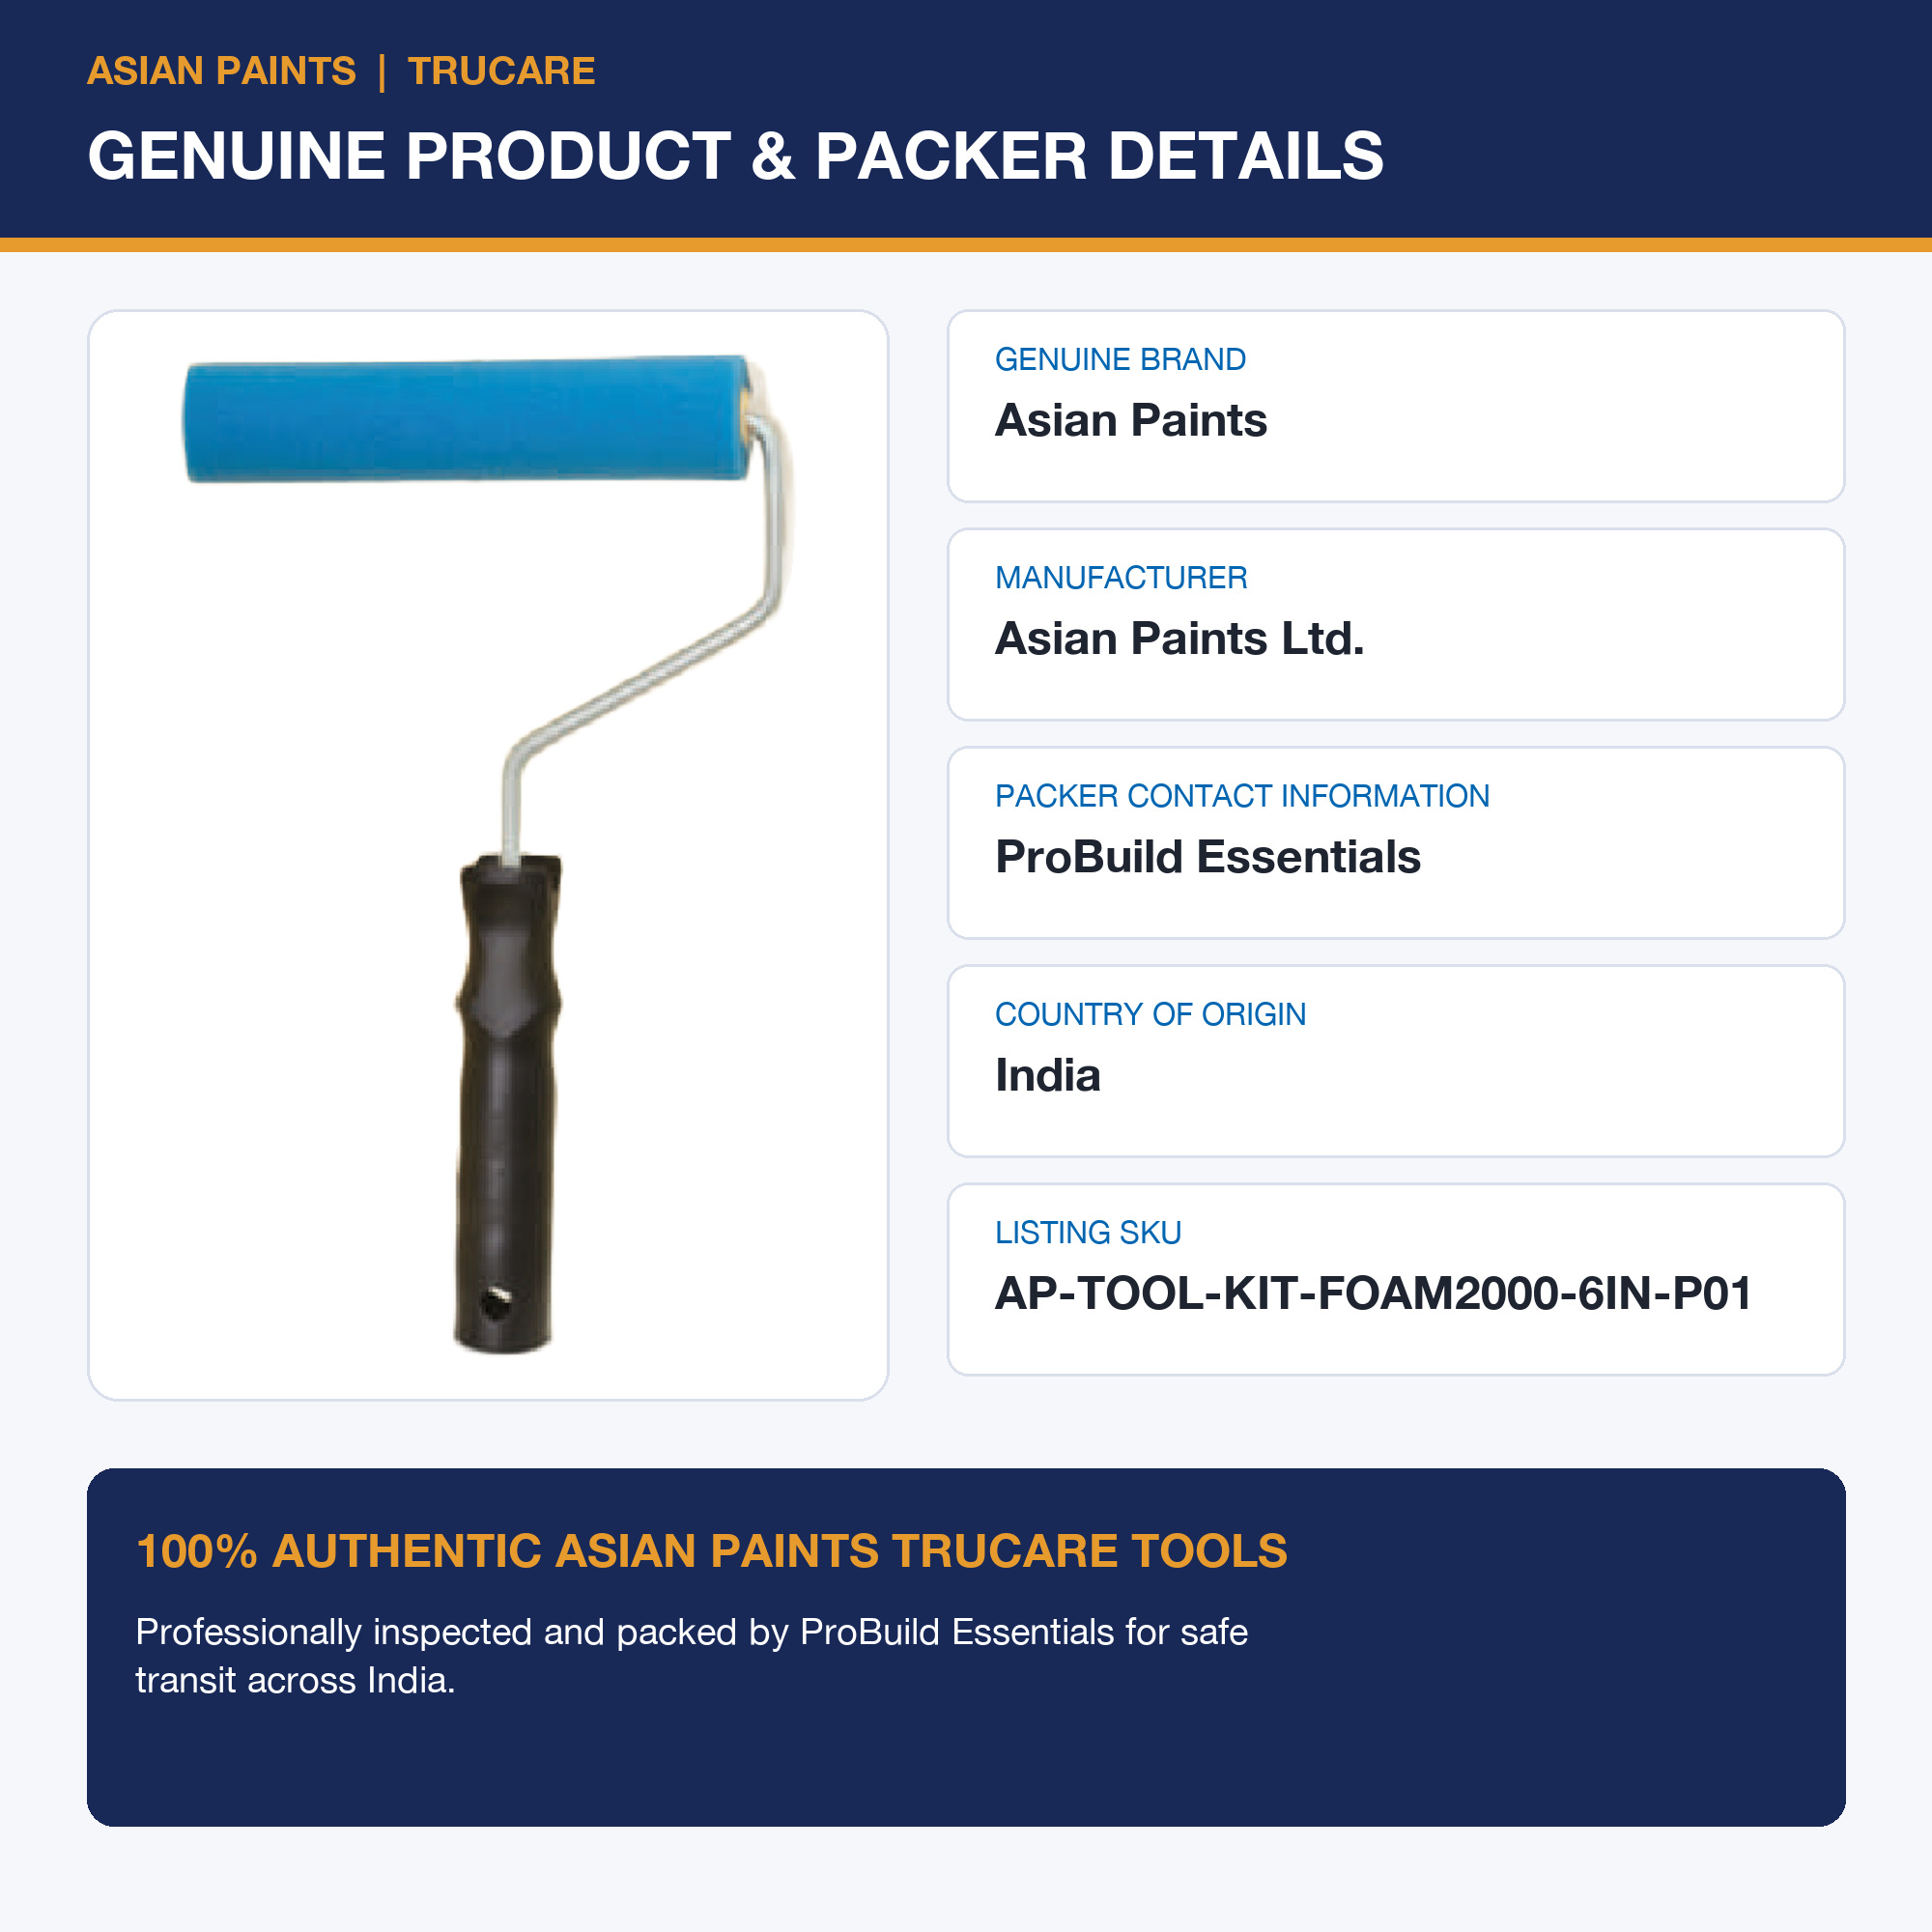 ASIAN PAINTS | TRUCARE
GENUINE PRODUCT & PACKER DETAILS
GENUINE BRAND
Asian Paints
MANUFACTURER
Asian Paints Ltd.
PACKER CONTACT INFORMATION
ProBuild Essentials
COUNTRY OF ORIGIN
India
LISTING SKU
AP-TOOL-KIT-FOAM2000-6IN-P01
100% AUTHENTIC ASIAN PAINTS TRUCARE TOOLS
Professionally inspected and packed by ProBuild Essentials for safe
transit across India.